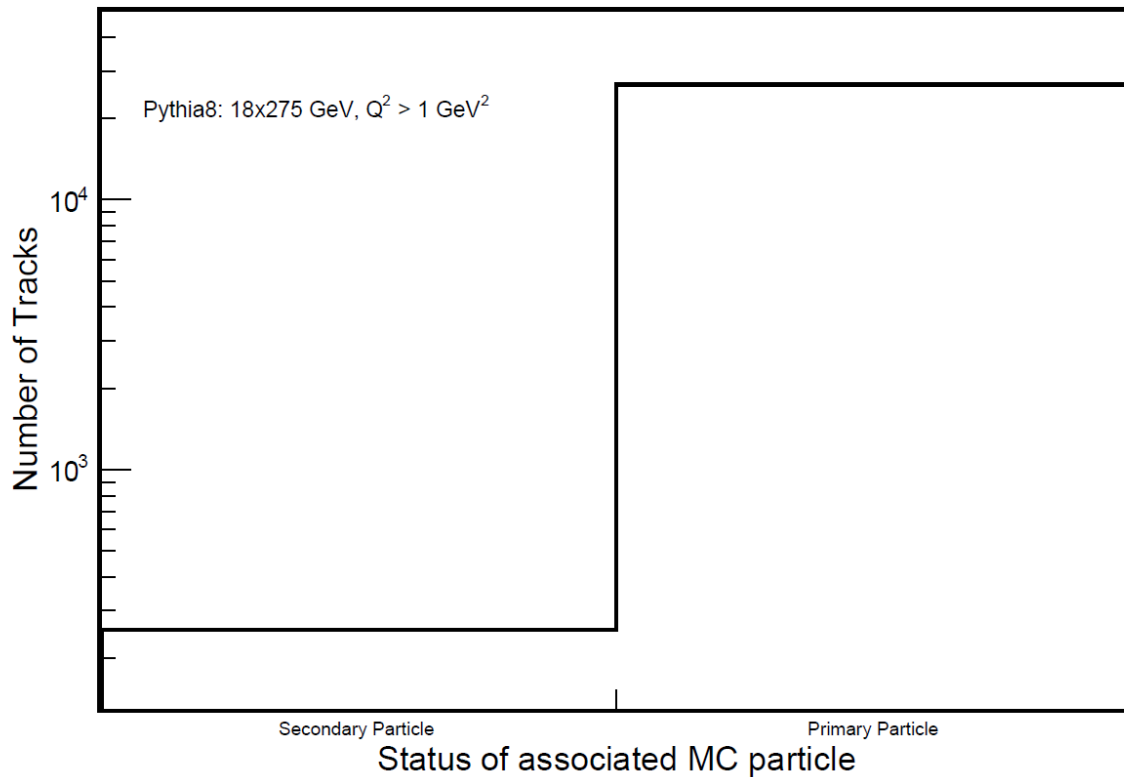 Pythia8: 18x275 GeV, Q² > 1 GeV²
Number of Tracks
10⁴
10³
Secondary Particle
Primary Particle
Status of associated MC particle